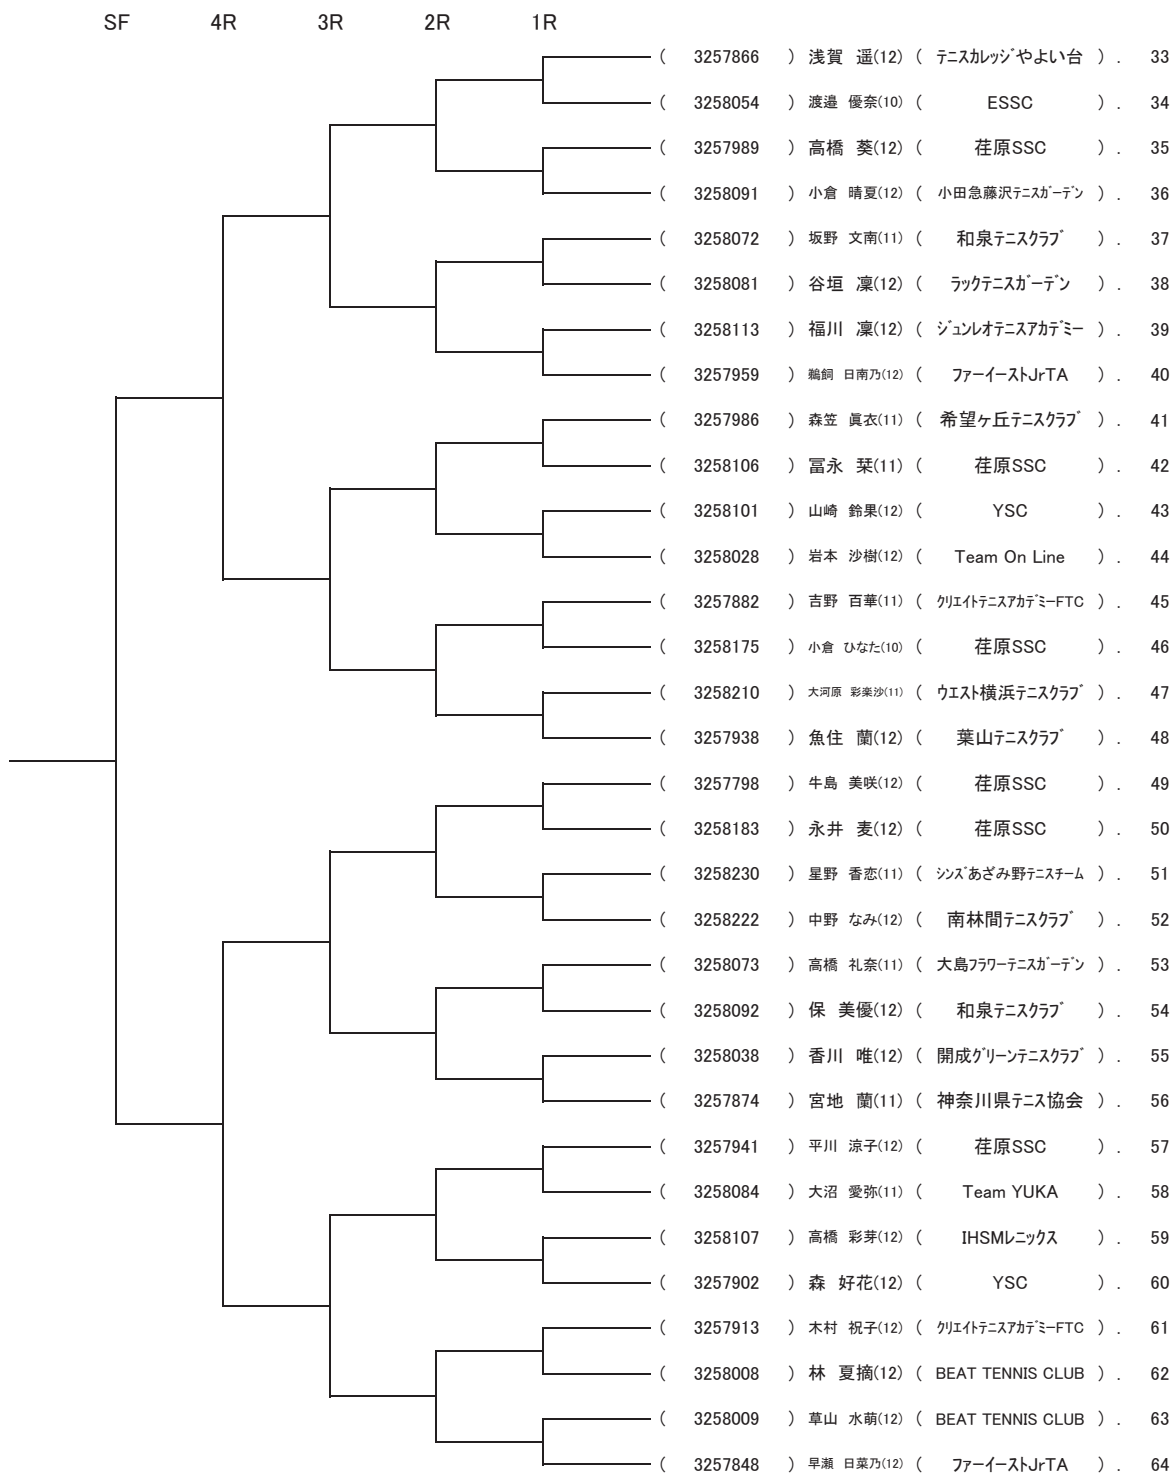 SF 4R 3R 2R 1R
( 3257866 ) 浅賀 遥(12) ( テニスカレッジやよい台 ) . 33
( 3258054 ) 渡邉 優奈(10) ( ESSC ) . 34
( 3257989 ) 高橋 葵(12) ( 荏原SSC ) . 35
( 3258091 ) 小倉 晴夏(12) ( 小田急藤沢テニスガーデン ) . 36
( 3258072 ) 坂野 文南(11) ( 和泉テニスクラブ ) . 37
( 3258081 ) 谷垣 凜(12) ( ラックテニスガーデン ) . 38
( 3258113 ) 福川 凜(12) ( ジュンレオテニスアカデミー ) . 39
( 3257959 ) 鵜飼 日南乃(12) ( ファーイーストJrTA ) . 40
( 3257986 ) 森笠 眞衣(11) ( 希望ヶ丘テニスクラブ ) . 41
( 3258106 ) 冨永 栞(11) ( 荏原SSC ) . 42
( 3258101 ) 山崎 鈴果(12) ( YSC ) . 43
( 3258028 ) 岩本 沙樹(12) ( Team On Line ) . 44
( 3257882 ) 吉野 百華(11) ( クリエイトテニスアカデミーFTC ) . 45
( 3258175 ) 小倉 ひなた(10) ( 荏原SSC ) . 46
( 3258210 ) 大河原 彩楽沙(11) ( ウエスト横浜テニスクラブ ) . 47
( 3257938 ) 魚住 蘭(12) ( 葉山テニスクラブ ) . 48
( 3257798 ) 牛島 美咲(12) ( 荏原SSC ) . 49
( 3258183 ) 永井 麦(12) ( 荏原SSC ) . 50
( 3258230 ) 星野 香恋(11) ( シンズあざみ野テニスチーム ) . 51
( 3258222 ) 中野 なみ(12) ( 南林間テニスクラブ ) . 52
( 3258073 ) 高橋 礼奈(11) ( 大島フラワーテニスガーデン ) . 53
( 3258092 ) 保 美優(12) ( 和泉テニスクラブ ) . 54
( 3258038 ) 香川 唯(12) ( 開成グリーンテニスクラブ ) . 55
( 3257874 ) 宮地 蘭(11) ( 神奈川県テニス協会 ) . 56
( 3257941 ) 平川 涼子(12) ( 荏原SSC ) . 57
( 3258084 ) 大沼 愛弥(11) ( Team YUKA ) . 58
( 3258107 ) 高橋 彩芽(12) ( IHSMレニックス ) . 59
( 3257902 ) 森 好花(12) ( YSC ) . 60
( 3257913 ) 木村 祝子(12) ( クリエイトテニスアカデミーFTC ) . 61
( 3258008 ) 林 夏摘(12) ( BEAT TENNIS CLUB ) . 62
( 3258009 ) 草山 水萌(12) ( BEAT TENNIS CLUB ) . 63
( 3257848 ) 早瀬 日菜乃(12) ( ファーイーストJrTA ) . 64